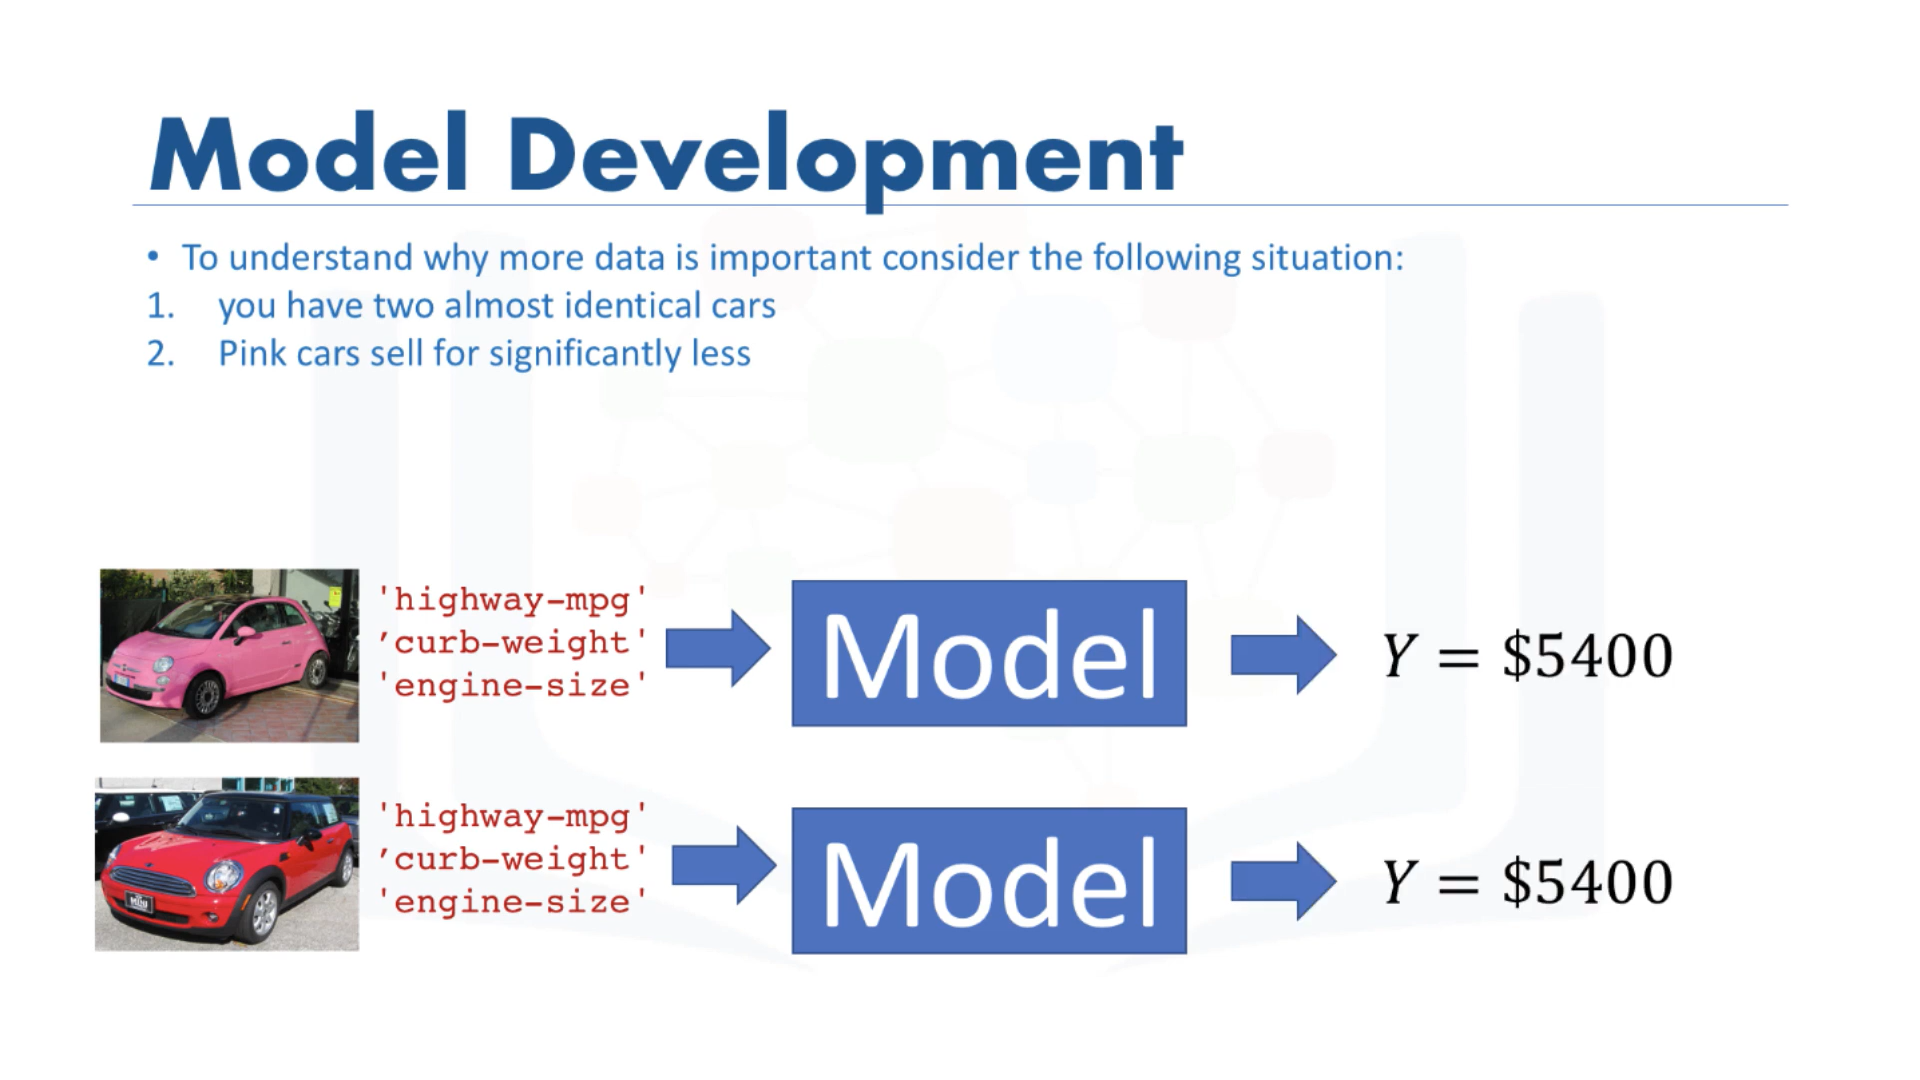 Model Development
• To understand why more data is important consider the following situation:
1. you have two almost identical cars
2. Pink cars sell for significantly less
'highway-mpg'
’curb-weight'
'engine-size'
Model
Y = $5400
'highway-mpg'
’curb-weight'
'engine-size'
Model
Y = $5400